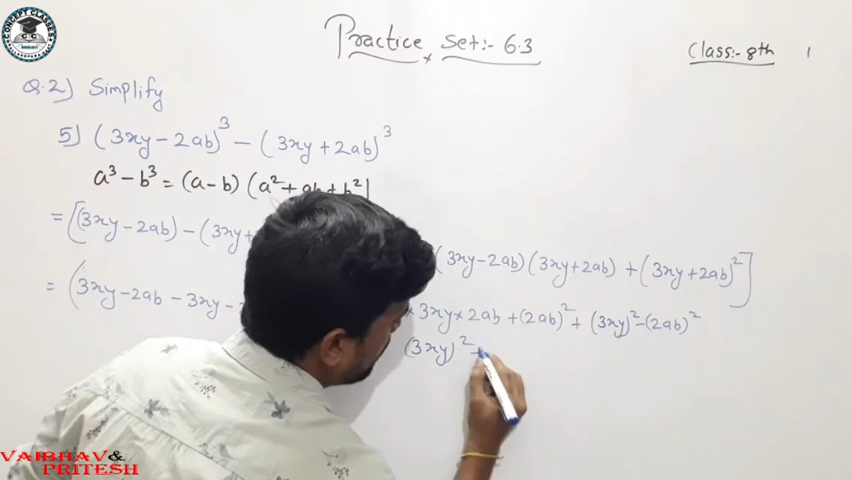 CONCEPT CLASSES
Practice Set:- 6.3
Class:- 8th
Q.2) Simplify
5) (3xy - 2ab)³ - (3xy + 2ab)³
a³ - b³ = (a - b) (a² + ab + b²)
= [(3xy - 2ab) - (3xy (3xy - 2ab) (3xy + 2ab) + (3xy + 2ab)²]
= (3xy - 2ab - 3xy - × 3xy × 2ab + (2ab)² + (3xy)² - (2ab)²
(3xy)² +
VAIBHAV &
PRITESH